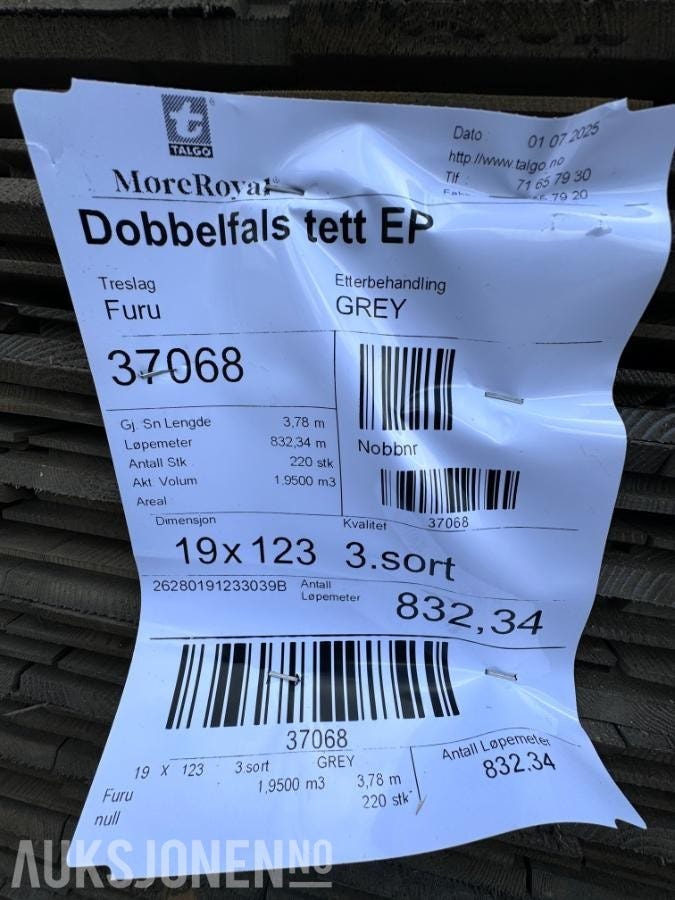 t
TALGO
MøreRoyal®
Dato 01 07 2025
http://www.talgo.no
Tlf 71 65 79 30
79 20
Dobbelfals tett EP
Treslag
Furu
Etterbehandling
GREY
37068
Gj. Sn Lengde 3,78 m
Løpemeter 832,34 m
Antall Stk 220 stk
Akt. Volum 1,9500 m3
Areal
Nobbnr
37068
Dimensjon
19x123
Kvalitet
3.sort
26280191233039B
Antall
Løpemeter
832,34
37068
19 X 123 3.sort GREY
1,9500 m3 3,78 m
Furu 220 stk
null
Antall Løpemeter
832.34
AUKSJONEN.NO